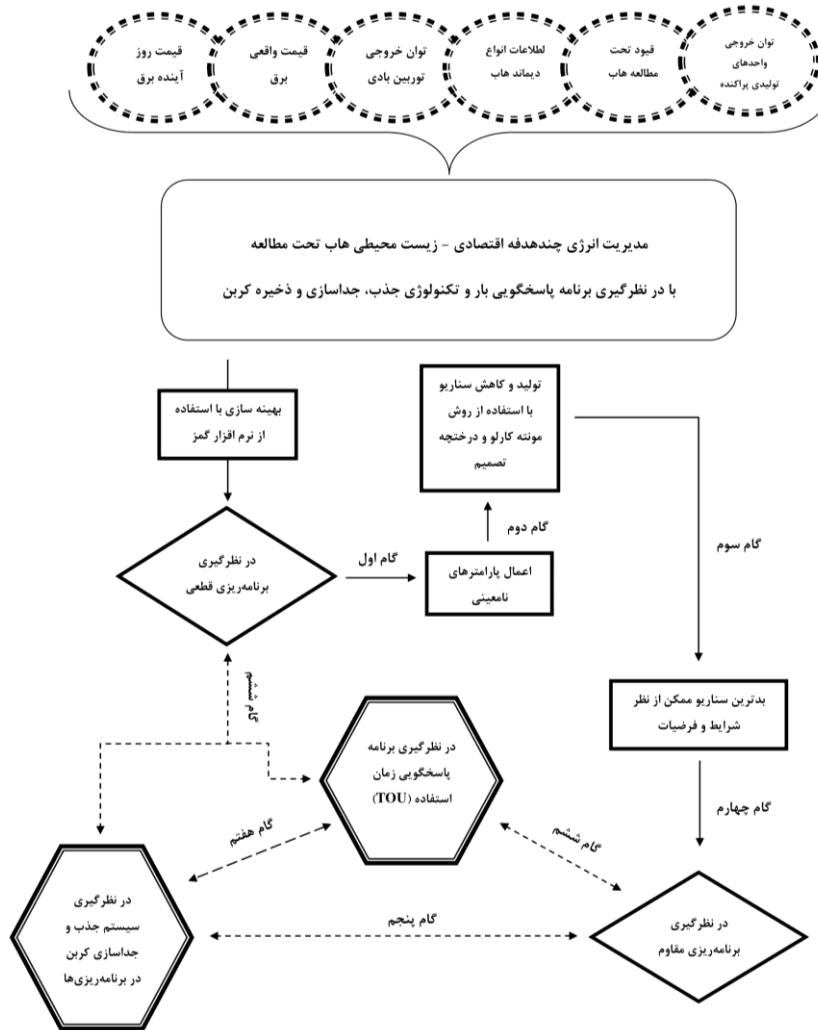 توان خروجی
واحدهای
تولیدی پراکنده
قیود تحت
مطالعه هاب
لطلاعات انواع
دیماند هاب
توان خروجی
توربین بادی
قیمت واقعی
برق
قیمت روز
آینده برق
مدیریت انرژی چندهدفه اقتصادی - زیست محیطی هاب تحت مطالعه
با در نظرگیری برنامه پاسخگویی بار و تکنولوژی جذب، جداسازی و ذخیره کربن
بهینه سازی با استفاده
از نرم افزار گمز
در نظرگیری
برنامه‌ریزی قطعی
گام اول
اعمال پارامترهای
نامعینی
گام دوم
تولید و کاهش سناریو
با استفاده از روش
مونته کارلو و درختچه
تصمیم
گام سوم
بدترین سناریو ممکن از نظر
شرایط و فرضیات
گام چهارم
در نظرگیری
برنامه‌ریزی مقاوم
گام پنجم
گام ششم
گام ششم
در نظرگیری برنامه
پاسخگویی زمان
استفاده (TOU)
گام هفتم
در نظرگیری
سیستم جذب و
جداسازی کربن
در برنامه‌ریزی‌ها